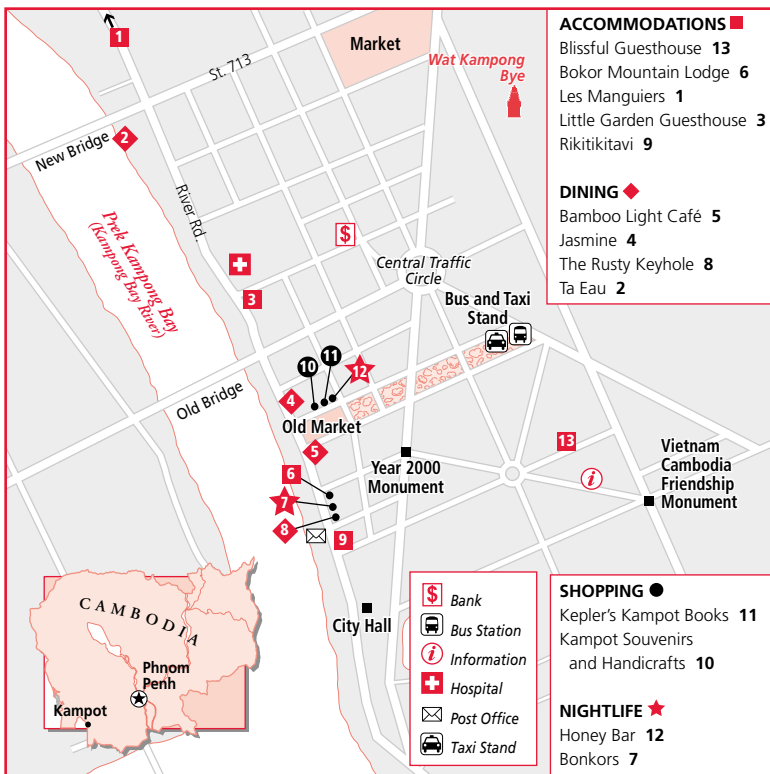 1
St. 713
Market
Wat Kampong
Bye
2
New Bridge
River Rd.
Prek Kampong Bay
(Kampong Bay River)
$
Central Traffic
Circle
3
Bus and Taxi
Stand
Old Bridge
10
11
12
4
Old Market
5
Year 2000
Monument
13
i
Vietnam
Cambodia
Friendship
Monument
6
7
8
9
City Hall
CAMBODIA
Phnom
Penh
Kampot
ACCOMMODATIONS
Blissful Guesthouse 13
Bokor Mountain Lodge 6
Les Manguiers 1
Little Garden Guesthouse 3
Rikitikitavi 9
DINING
Bamboo Light Café 5
Jasmine 4
The Rusty Keyhole 8
Ta Eau 2
$ Bank
Bus Station
i Information
Hospital
Post Office
Taxi Stand
SHOPPING
Kepler's Kampot Books 11
Kampot Souvenirs
and Handicrafts 10
NIGHTLIFE
Honey Bar 12
Bonkors 7